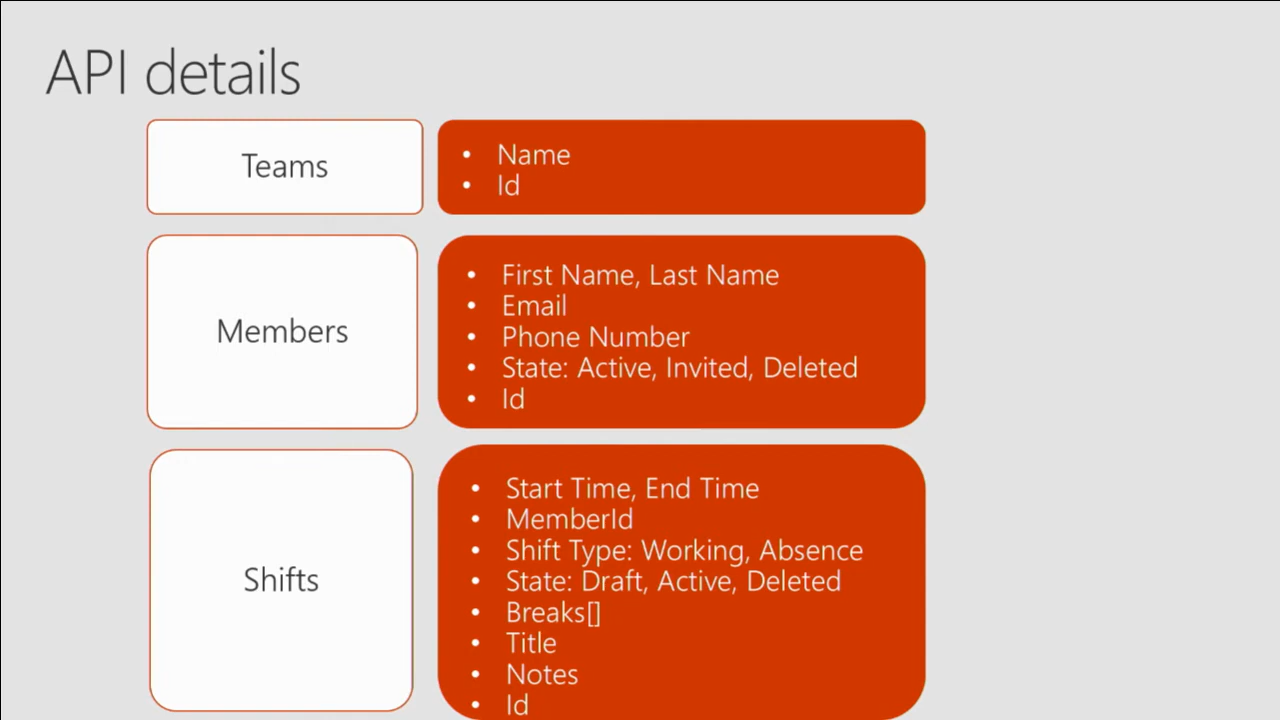 API details
Teams
• Name
• Id
Members
• First Name, Last Name
• Email
• Phone Number
• State: Active, Invited, Deleted
• Id
Shifts
• Start Time, End Time
• MemberId
• Shift Type: Working, Absence
• State: Draft, Active, Deleted
• Breaks[]
• Title
• Notes
• Id